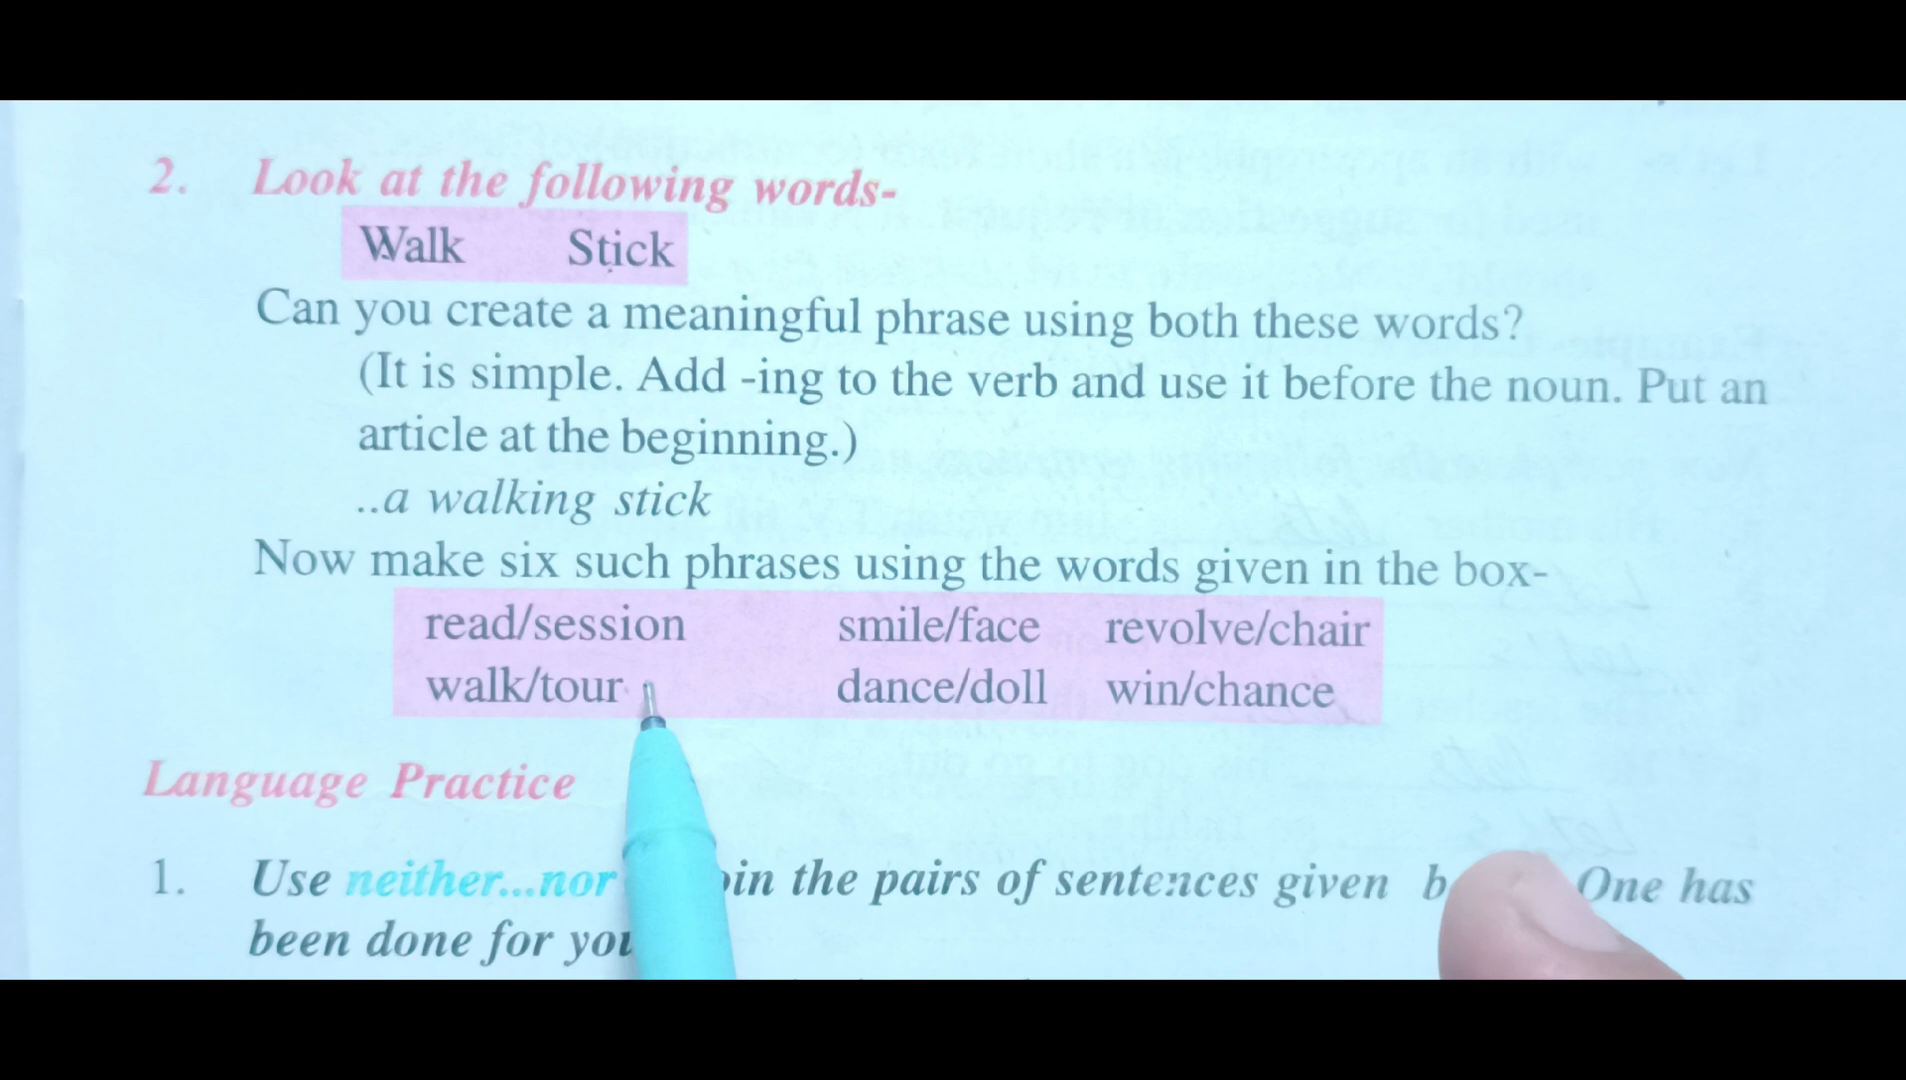 2. Look at the following words-
Walk Stick
Can you create a meaningful phrase using both these words?
(It is simple. Add -ing to the verb and use it before the noun. Put an
article at the beginning.)
..a walking stick
Now make six such phrases using the words given in the box-
read/session smile/face revolve/chair
walk/tour dance/doll win/chance
Language Practice
1. Use neither...nor the pairs of sentences given One has
been done for